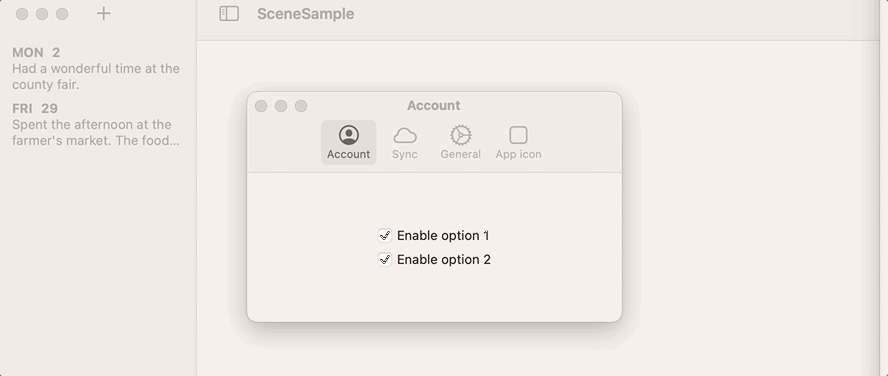 SceneSample
MON 2
Had a wonderful time at the
county fair.
FRI 29
Spent the afternoon at the
farmer's market. The food...
Account
Account
Sync
General
App icon
Enable option 1
Enable option 2